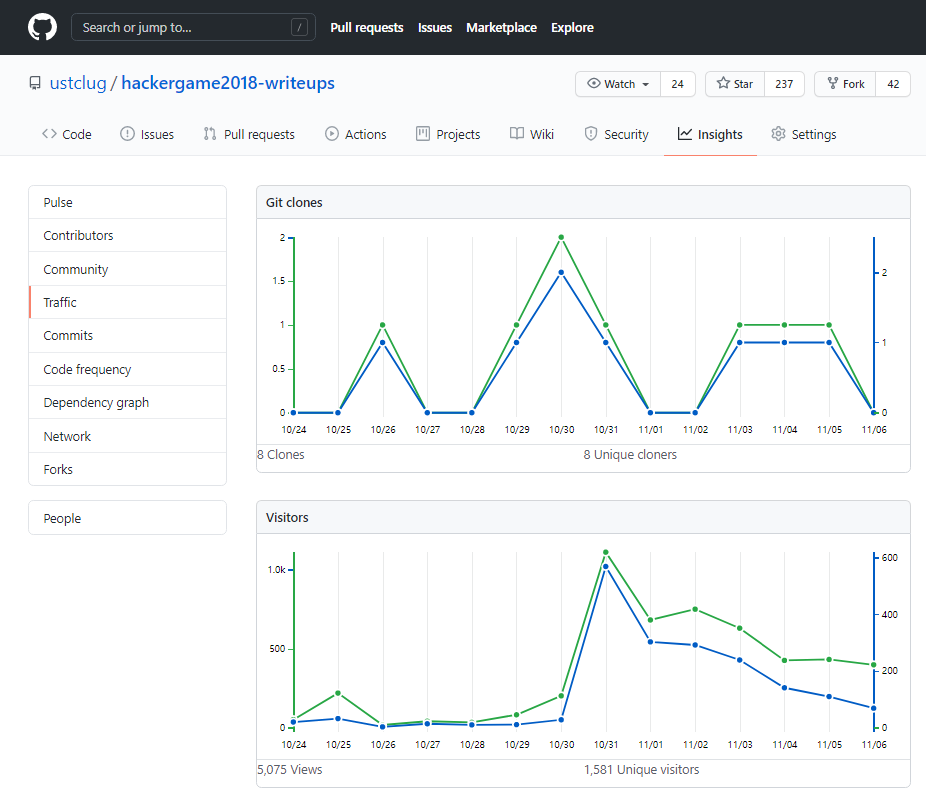 Search or jump to... / Pull requests Issues Marketplace Explore
ustclug / hackergame2018-writeups Watch 24 Star 237 Fork 42
Code Issues Pull requests Actions Projects Wiki Security Insights Settings
Pulse
Contributors
Community
Traffic
Commits
Code frequency
Dependency graph
Network
Forks
People
Git clones
2
1.5
1
0.5
0
2
1
0
10/24 10/25 10/26 10/27 10/28 10/29 10/30 10/31 11/01 11/02 11/03 11/04 11/05 11/06
8 Clones 8 Unique cloners
Visitors
1.0k
500
0
600
400
200
0
10/24 10/25 10/26 10/27 10/28 10/29 10/30 10/31 11/01 11/02 11/03 11/04 11/05 11/06
5,075 Views 1,581 Unique visitors